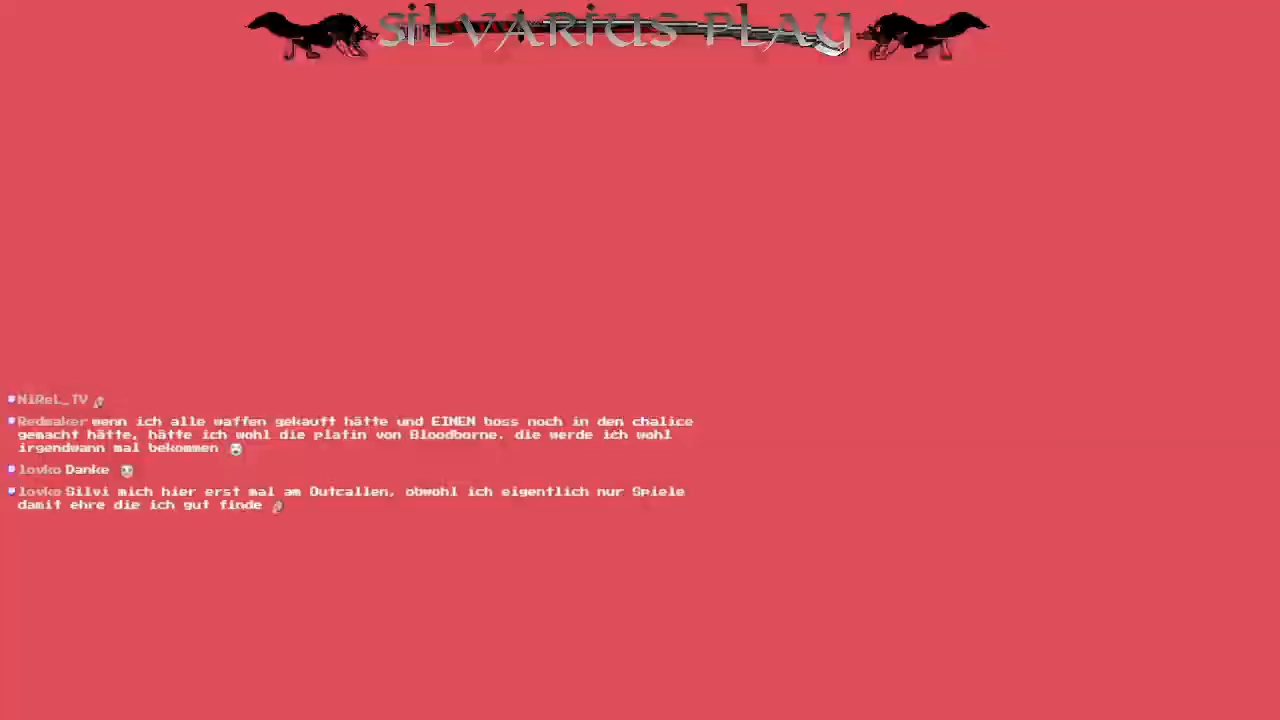 SILVARIUS PLAY
NiReL_TV
Redmaker wenn ich alle waffen gekauft hätte und EINEN boss noch in den chalice
gemacht hätte, hätte ich wohl die platin von Bloodborne. die werde ich wohl
irgendwann mal bekommen
lovko Danke
lovko Silvi mich hier erst mal am Outcallen, obwohl ich eigentlich nur Spiele
damit ehre die ich gut finde